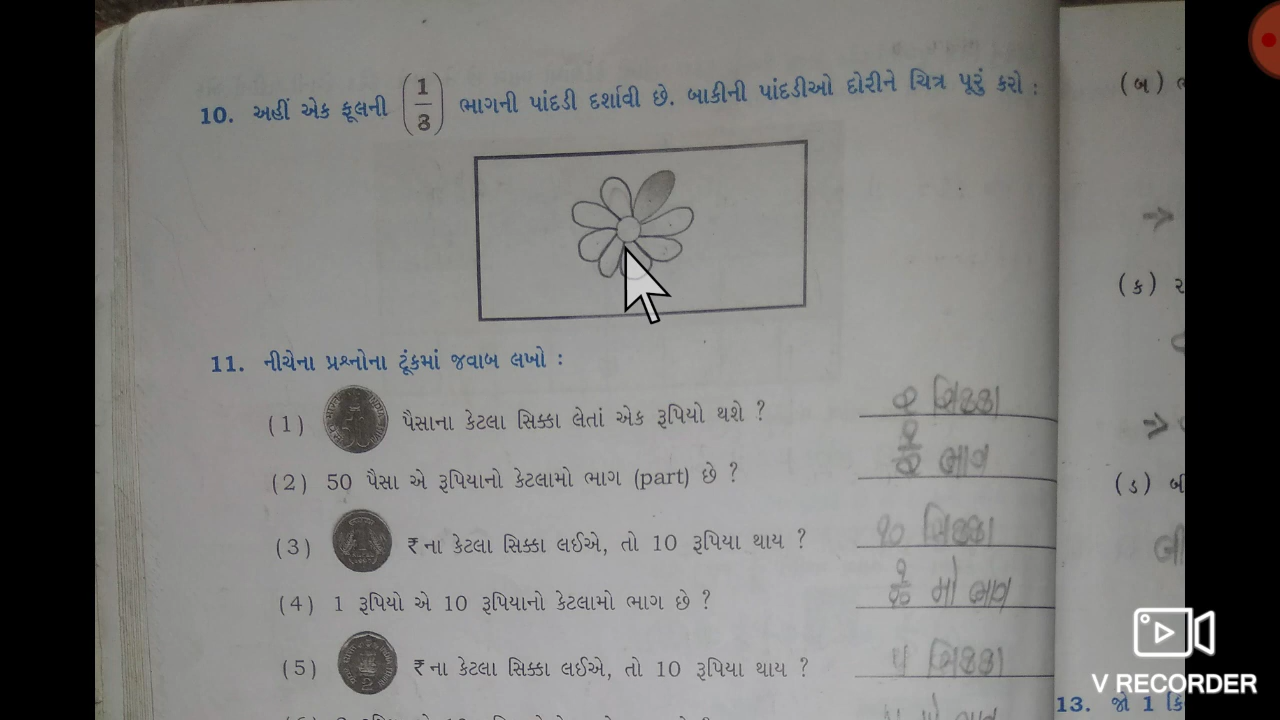 10. અહીં એક ફૂલની (1/8) ભાગની પાંદડી દર્શાવી છે. બાકીની પાંદડીઓ દોરીને ચિત્ર પૂરું કરો :
11. નીચેના પ્રશ્નોના ટૂંકમાં જવાબ લખો :
(1) પૈસાના કેટલા સિક્કા લેતાં એક રૂપિયો થશે ? ૨ સિક્કા
(2) 50 પૈસા એ રૂપિયાનો કેટલામો ભાગ (part) છે ? ૧/૨ ભાગ
(3) ₹ ના કેટલા સિક્કા લઈએ, તો 10 રૂપિયા થાય ? ૧૦ સિક્કા
(4) 1 રૂપિયો એ 10 રૂપિયાનો કેટલામો ભાગ છે ? ૧/૧૦ મો ભાગ
(5) ₹ ના કેટલા સિક્કા લઈએ, તો 10 રૂપિયા થાય ? ૫ સિક્કા
(બ)
(ક)
(ડ)
13. જો 1
V RECORDER